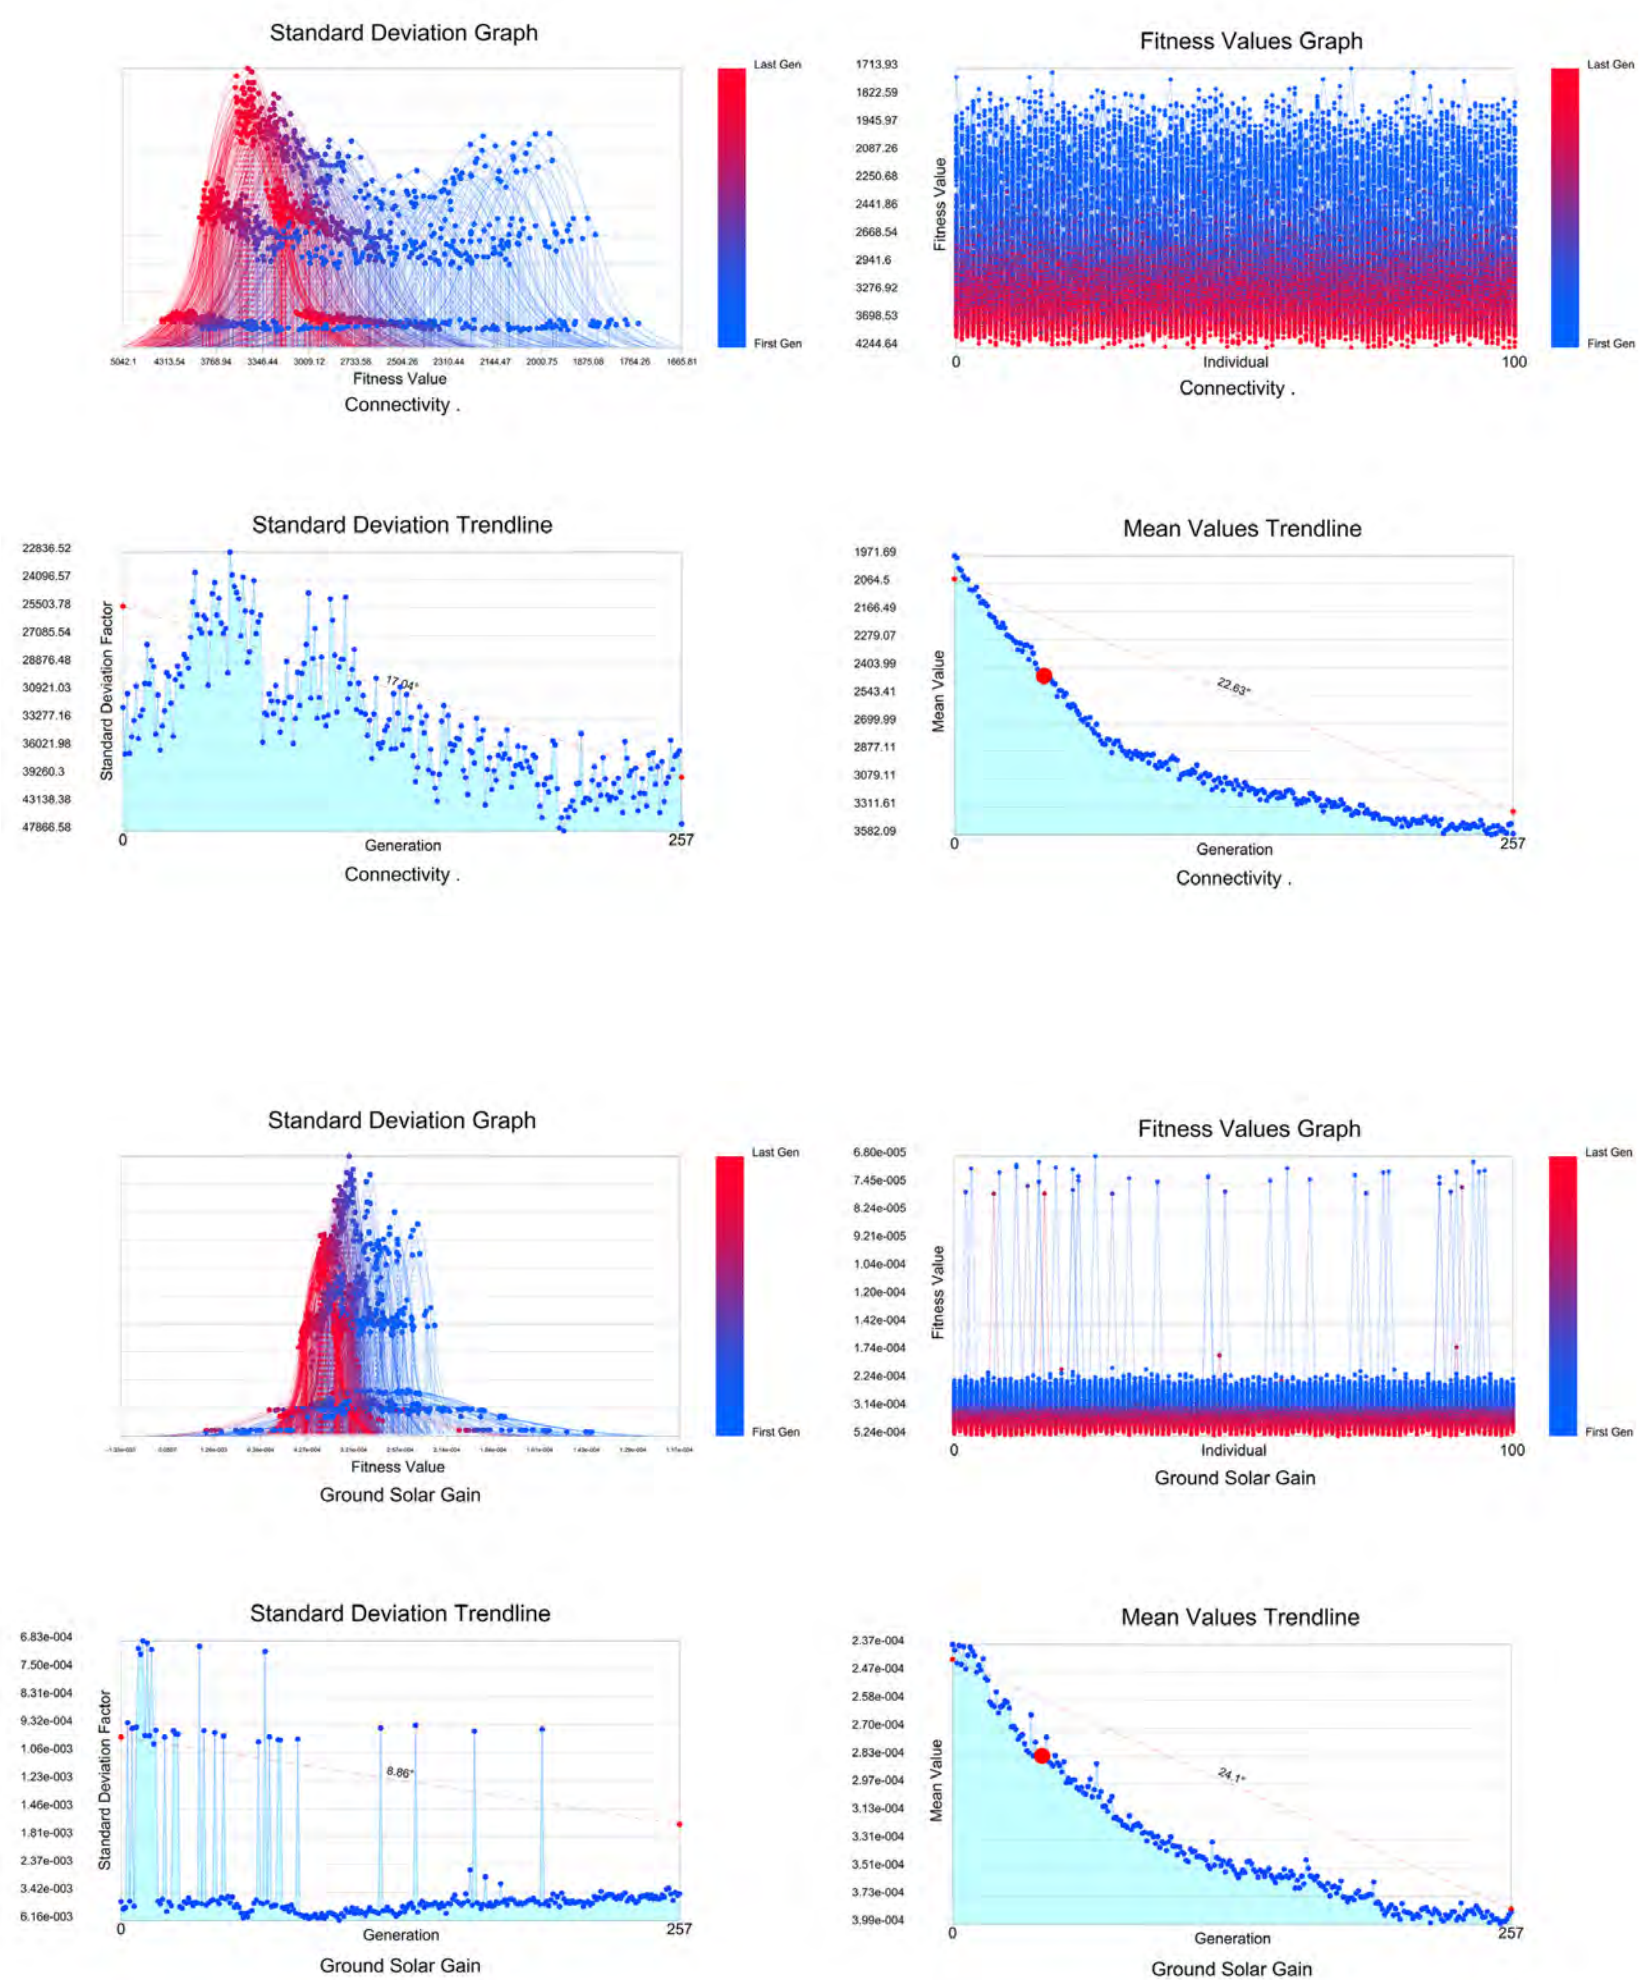 Standard Deviation Graph
Last Gen
First Gen
5042.1 4313.54 3768.94 3346.44 3009.12 2733.58 2504.26 2310.44 2144.47 2000.75 1875.08 1764.26 1665.81
Fitness Value
Connectivity .
Fitness Values Graph
1713.93
1822.59
1945.97
2087.26
2250.68
2441.86
2668.54
2941.6
3276.92
3698.53
4244.64
Fitness Value
Last Gen
First Gen
0 Individual 100
Connectivity .
Standard Deviation Trendline
22836.52
24096.57
25503.78
27085.54
28876.48
30921.03
33277.16
36021.98
39260.3
43138.38
47866.58
Standard Deviation Factor
17.04°
0 Generation 257
Connectivity .
Mean Values Trendline
1971.69
2064.5
2166.49
2279.07
2403.99
2543.41
2699.99
2877.11
3079.11
3311.61
3582.09
Mean Value
22.63°
0 Generation 257
Connectivity .
Standard Deviation Graph
Last Gen
First Gen
Fitness Value
Ground Solar Gain
Fitness Values Graph
6.80e-005
7.45e-005
8.24e-005
9.21e-005
1.04e-004
1.20e-004
1.42e-004
1.74e-004
2.24e-004
3.14e-004
5.24e-004
Fitness Value
Last Gen
First Gen
0 Individual 100
Ground Solar Gain
Standard Deviation Trendline
6.83e-004
7.50e-004
8.31e-004
9.32e-004
1.06e-003
1.23e-003
1.46e-003
1.81e-003
2.37e-003
3.42e-003
6.16e-003
Standard Deviation Factor
8.86°
0 Generation 257
Ground Solar Gain
Mean Values Trendline
2.37e-004
2.47e-004
2.58e-004
2.70e-004
2.83e-004
2.97e-004
3.13e-004
3.31e-004
3.51e-004
3.73e-004
3.99e-004
Mean Value
24.1°
0 Generation 257
Ground Solar Gain